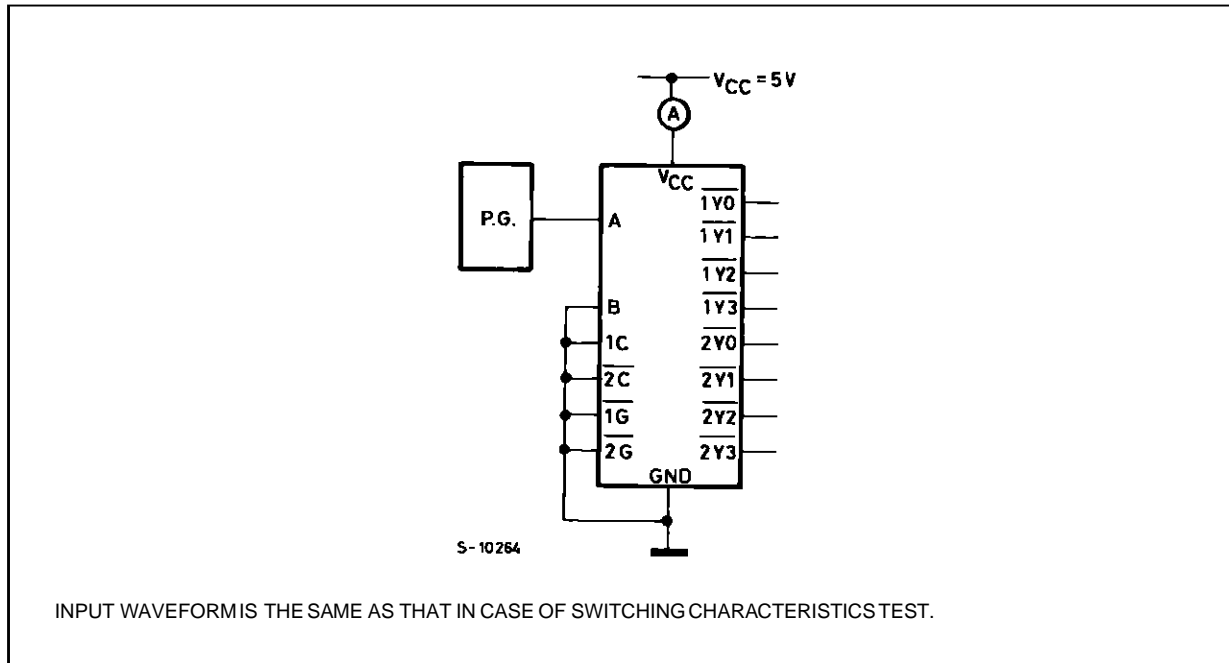 VCC = 5V
A
VCC
P.G.
A
B
1C
2C
1G
2G
1Y0
1Y1
1Y2
1Y3
2Y0
2Y1
2Y2
2Y3
GND
S-10264
INPUT WAVEFORM IS THE SAME AS THAT IN CASE OF SWITCHING CHARACTERISTICS TEST.